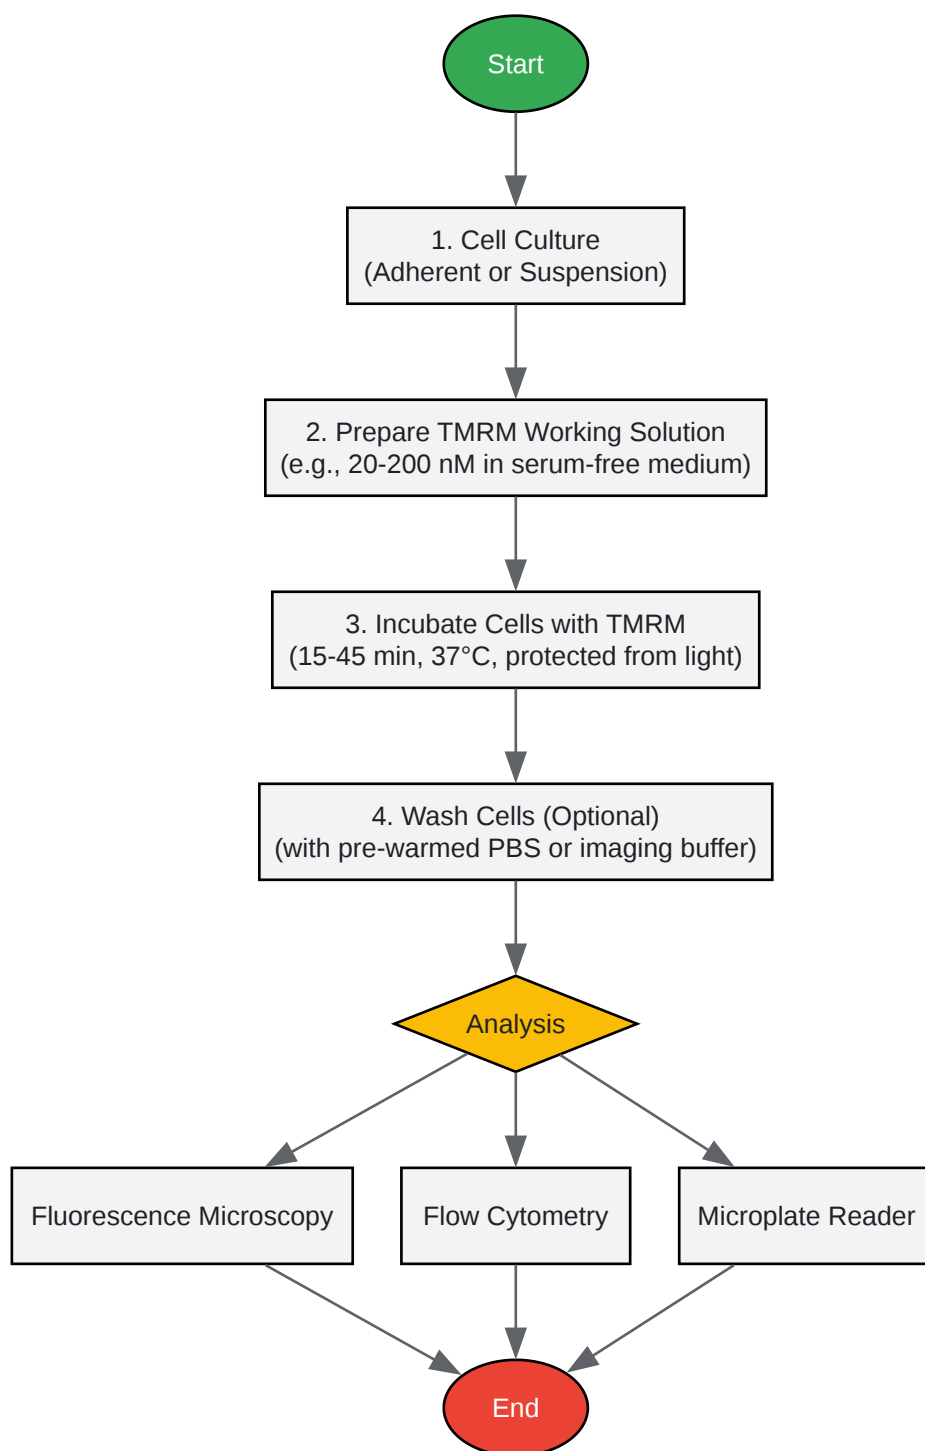 Start
1. Cell Culture
(Adherent or Suspension)
2. Prepare TMRM Working Solution
(e.g., 20-200 nM in serum-free medium)
3. Incubate Cells with TMRM
(15-45 min, 37°C, protected from light)
4. Wash Cells (Optional)
(with pre-warmed PBS or imaging buffer)
Analysis
Fluorescence Microscopy
Flow Cytometry
Microplate Reader
End